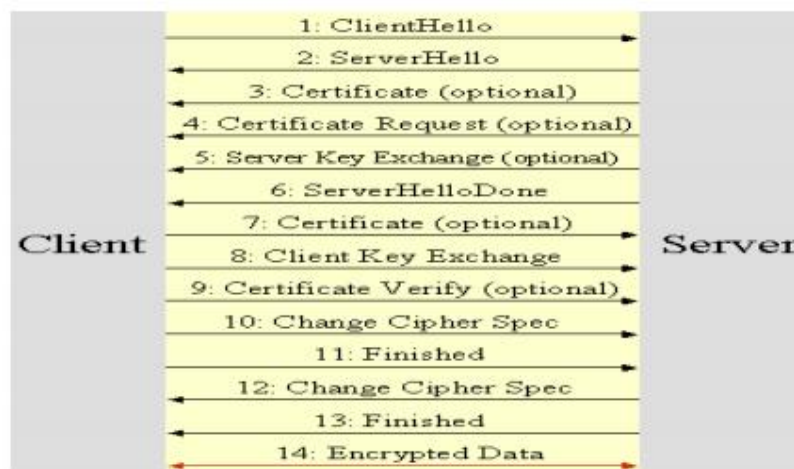 1: ClientHello
2: ServerHello
3: Certificate (optional)
4: Certificate Request (optional)
5: Server Key Exchange (optional)
6: ServerHelloDone
7: Certificate (optional)
Client
Server
8: Client Key Exchange
9: Certificate Verify (optional)
10: Change Cipher Spec
11: Finished
12: Change Cipher Spec
13: Finished
14: Encrypted Data